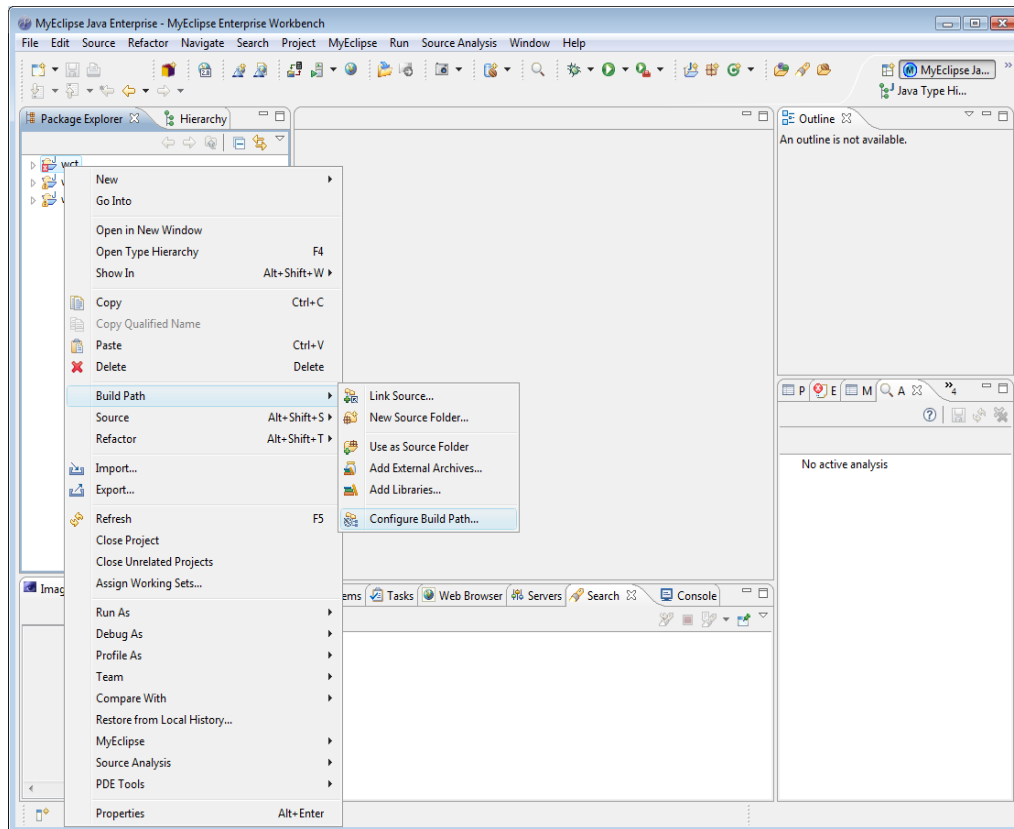 MyEclipse Java Enterprise - MyEclipse Enterprise Workbench
File Edit Source Refactor Navigate Search Project MyEclipse Run Source Analysis Window Help
MyEclipse Ja...
Java Type Hi...
Package Explorer
Hierarchy
Outline
An outline is not available.
wct
New
Go Into
Open in New Window
Open Type Hierarchy F4
Show In Alt+Shift+W
Copy Ctrl+C
Copy Qualified Name
Paste Ctrl+V
Delete Delete
Build Path
Source Alt+Shift+S
Refactor Alt+Shift+T
Import...
Export...
Refresh F5
Close Project
Close Unrelated Projects
Assign Working Sets...
Run As
Debug As
Profile As
Team
Compare With
Restore from Local History...
MyEclipse
Source Analysis
PDE Tools
Properties Alt+Enter
Link Source...
New Source Folder...
Use as Source Folder
Add External Archives...
Add Libraries...
Configure Build Path...
P E M A 4
No active analysis
Imag
ems Tasks Web Browser Servers Search Console